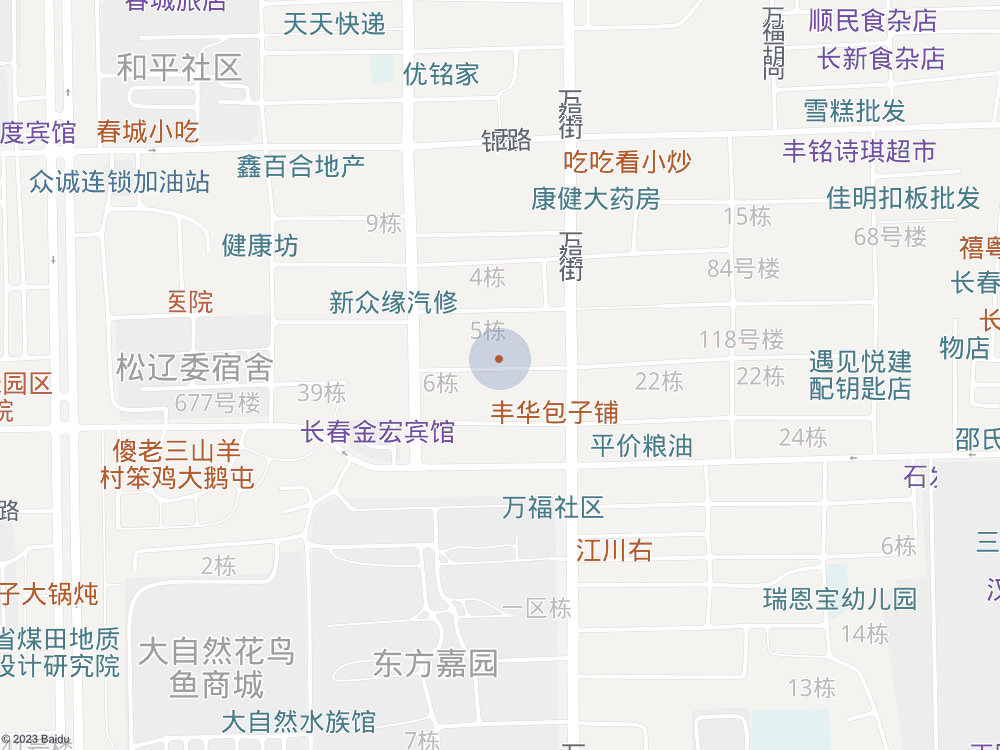 春城旅店
天天快递
万福胡同
顺民食杂店
长新食杂店
和平社区
优铭家
万福街
雪糕批发
度宾馆
春城小吃
吃吃看小炒
丰铭诗琪超市
鑫百合地产
众诚连锁加油站
康健大药房
佳明扣板批发
9栋
15栋
68号楼
健康坊
万福街
禧粤
4栋
84号楼
长春
医院
新众缘汽修
5栋
长
118号楼
物店
松辽委宿舍
遇见悦建
配钥匙店
园区
院
39栋
6栋
22栋
22栋
677号楼
丰华包子铺
长春金宏宾馆
24栋
邵氏
傻老三山羊
村笨鸡大鹅屯
平价粮油
路
万福社区
三
2栋
江川右
6栋
子大锅炖
一区栋
瑞恩宝幼儿园
省煤田地质
设计研究院
大自然花鸟
鱼商城
东方嘉园
14栋
13栋
大自然水族馆
7栋
© 2023 Baidu